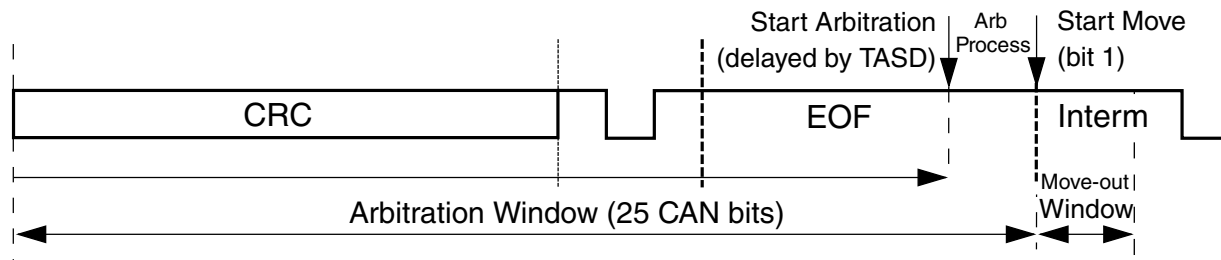 Start Arbitration
(delayed by TASD)
Arb
Process
Start Move
(bit 1)
CRC
EOF
Interm
Move-out
Window
Arbitration Window (25 CAN bits)